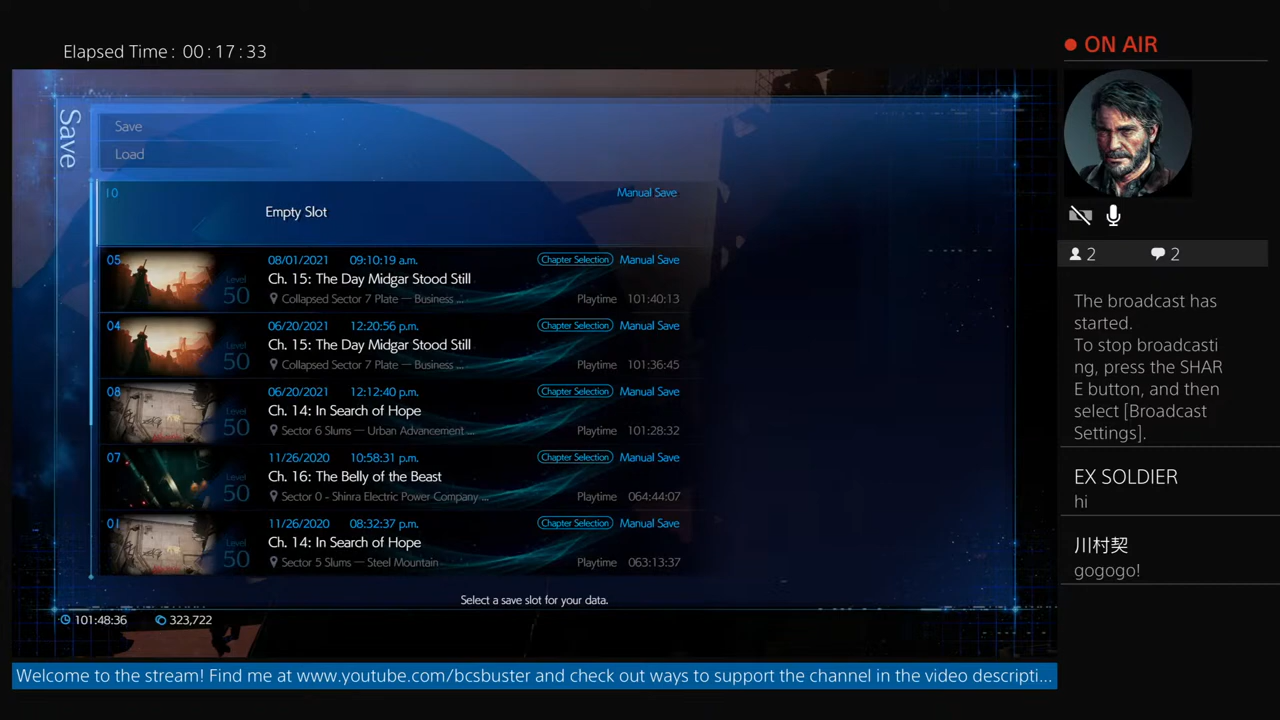 Elapsed Time: 00:17:33
ON AIR
Save
Save
Load
10
Manual Save
Empty Slot
05
08/01/2021 09:10:19 a.m. Chapter Selection Manual Save
Ch. 15: The Day Midgar Stood Still
Level
50
Collapsed Sector 7 Plate — Business ... Playtime 101:40:13
04
06/20/2021 12:20:56 p.m. Chapter Selection Manual Save
Ch. 15: The Day Midgar Stood Still
Level
50
Collapsed Sector 7 Plate — Business ... Playtime 101:36:45
08
06/20/2021 12:12:40 p.m. Chapter Selection Manual Save
Ch. 14: In Search of Hope
Level
50
Sector 6 Slums — Urban Advancement ... Playtime 101:28:32
07
11/26/2020 10:58:31 p.m. Chapter Selection Manual Save
Ch. 16: The Belly of the Beast
Level
50
Sector 0 - Shinra Electric Power Company ... Playtime 064:44:07
01
11/26/2020 08:32:37 p.m. Chapter Selection Manual Save
Ch. 14: In Search of Hope
Level
50
Sector 5 Slums — Steel Mountain Playtime 063:13:37
Select a save slot for your data.
101:48:36 323,722
2 2
The broadcast has
started.
To stop broadcasti
ng, press the SHAR
E button, and then
select [Broadcast
Settings].
EX SOLDIER
hi
川村契
gogogo!
Welcome to the stream! Find me at www.youtube.com/bcsbuster and check out ways to support the channel in the video descripti...